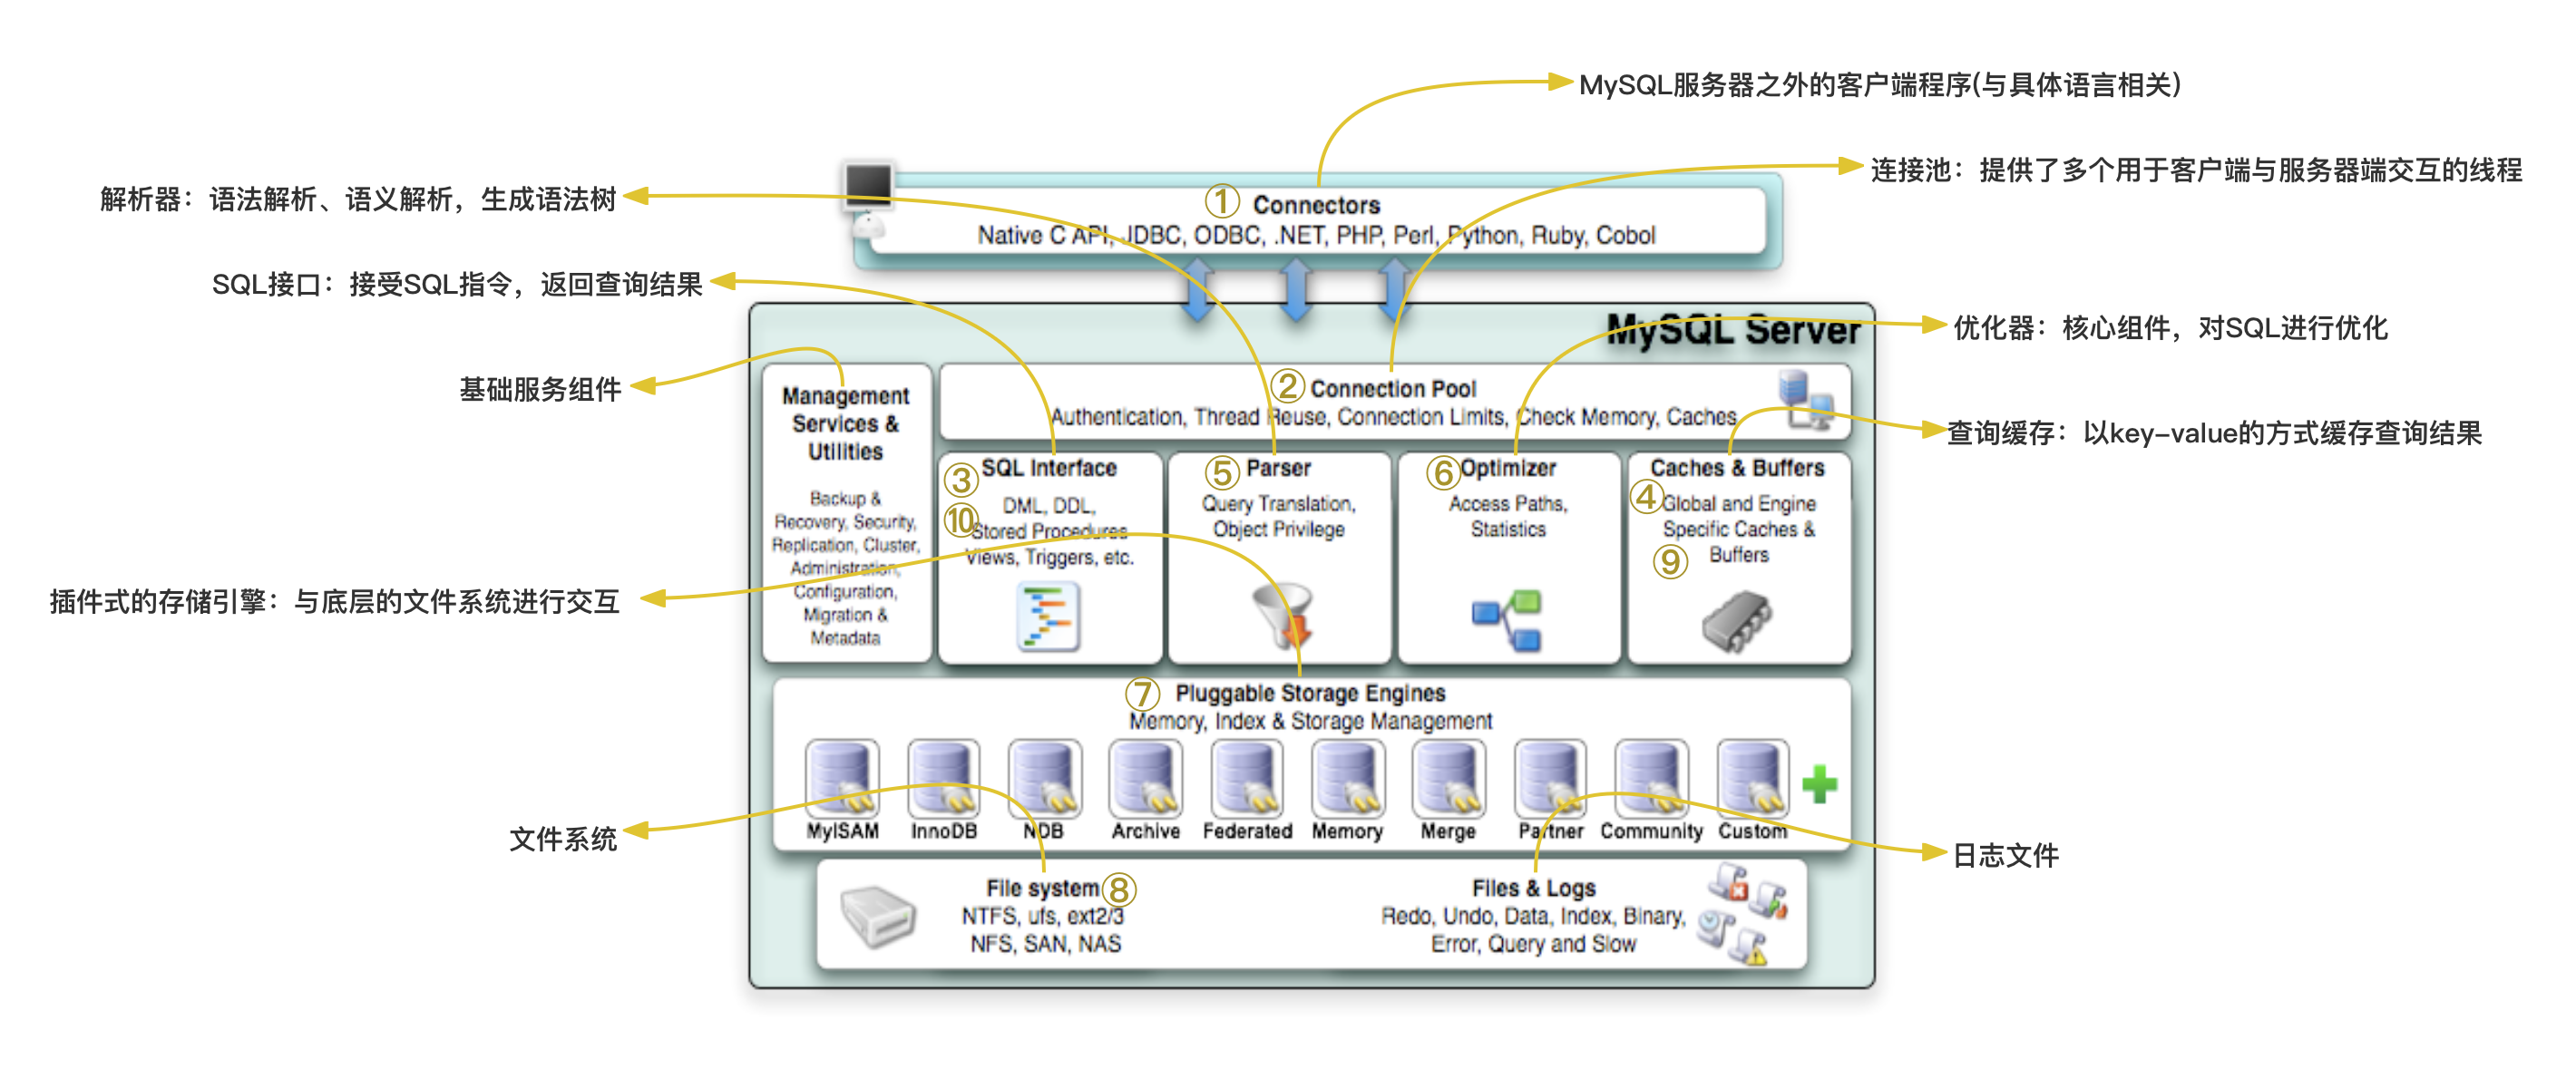 MySQL服务器之外的客户端程序(与具体语言相关)
连接池：提供了多个用于客户端与服务器端交互的线程
解析器：语法解析、语义解析，生成语法树
① Connectors
Native C API, JDBC, ODBC, .NET, PHP, Perl, Python, Ruby, Cobol
SQL接口：接受SQL指令，返回查询结果
MySQL Server
优化器：核心组件，对SQL进行优化
基础服务组件
Management
Services &
Utilities
Backup &
Recovery, Security,
Replication, Cluster,
Administration,
Configuration,
Migration &
Metadata
② Connection Pool
Authentication, Thread Reuse, Connection Limits, Check Memory, Caches
查询缓存：以key-value的方式缓存查询结果
③ SQL Interface
⑩ DML, DDL,
Stored Procedures
Views, Triggers, etc.
⑤ Parser
Query Translation,
Object Privilege
⑥ Optimizer
Access Paths,
Statistics
Caches & Buffers
④ Global and Engine
Specific Caches &
⑨ Buffers
插件式的存储引擎：与底层的文件系统进行交互
⑦ Pluggable Storage Engines
Memory, Index & Storage Management
MyISAM InnoDB NDB Archive Federated Memory Merge Partner Community Custom
文件系统
日志文件
File system ⑧
NTFS, ufs, ext2/3
NFS, SAN, NAS
Files & Logs
Redo, Undo, Data, Index, Binary,
Error, Query and Slow